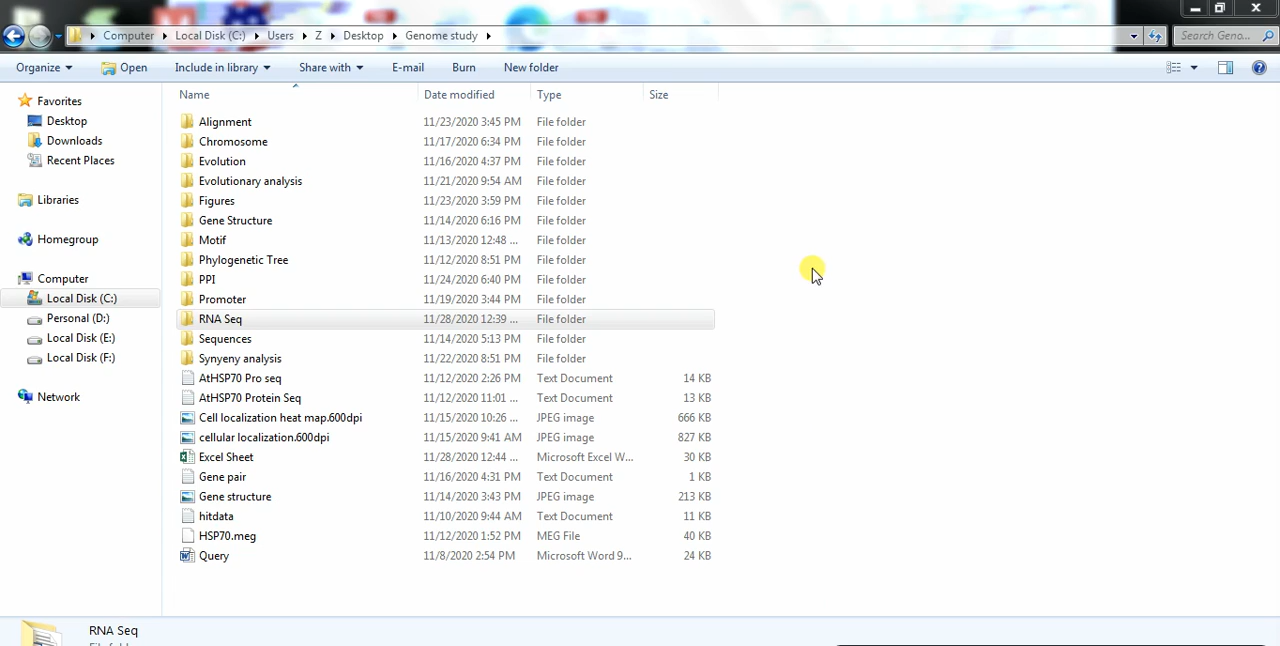 Computer Local Disk (C:) Users Z Desktop Genome study Search Geno...
Organize Open Include in library Share with E-mail Burn New folder
Name Date modified Type Size
Favorites
Desktop
Downloads
Recent Places
Libraries
Homegroup
Computer
Local Disk (C:)
Personal (D:)
Local Disk (E:)
Local Disk (F:)
Network
Alignment 11/23/2020 3:45 PM File folder
Chromosome 11/17/2020 6:34 PM File folder
Evolution 11/16/2020 4:37 PM File folder
Evolutionary analysis 11/21/2020 9:54 AM File folder
Figures 11/23/2020 3:59 PM File folder
Gene Structure 11/14/2020 6:16 PM File folder
Motif 11/13/2020 12:48 ... File folder
Phylogenetic Tree 11/12/2020 8:51 PM File folder
PPI 11/24/2020 6:40 PM File folder
Promoter 11/19/2020 3:44 PM File folder
RNA Seq 11/28/2020 12:39 ... File folder
Sequences 11/14/2020 5:13 PM File folder
Synyeny analysis 11/22/2020 8:51 PM File folder
AtHSP70 Pro seq 11/12/2020 2:26 PM Text Document 14 KB
AtHSP70 Protein Seq 11/12/2020 11:01 ... Text Document 13 KB
Cell localization heat map.600dpi 11/15/2020 10:26 ... JPEG image 666 KB
cellular localization.600dpi 11/15/2020 9:41 AM JPEG image 827 KB
Excel Sheet 11/28/2020 12:44 ... Microsoft Excel W... 30 KB
Gene pair 11/16/2020 4:31 PM Text Document 1 KB
Gene structure 11/14/2020 3:43 PM JPEG image 213 KB
hitdata 11/10/2020 9:44 AM Text Document 11 KB
HSP70.meg 11/12/2020 1:52 PM MEG File 40 KB
Query 11/8/2020 2:54 PM Microsoft Word 9... 24 KB
RNA Seq